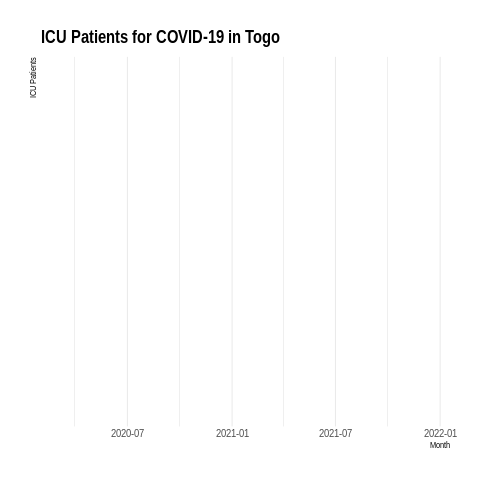 ICU Patients for COVID-19 in Togo
ICU Patients
2020-07
2021-01
2021-07
2022-01
Month